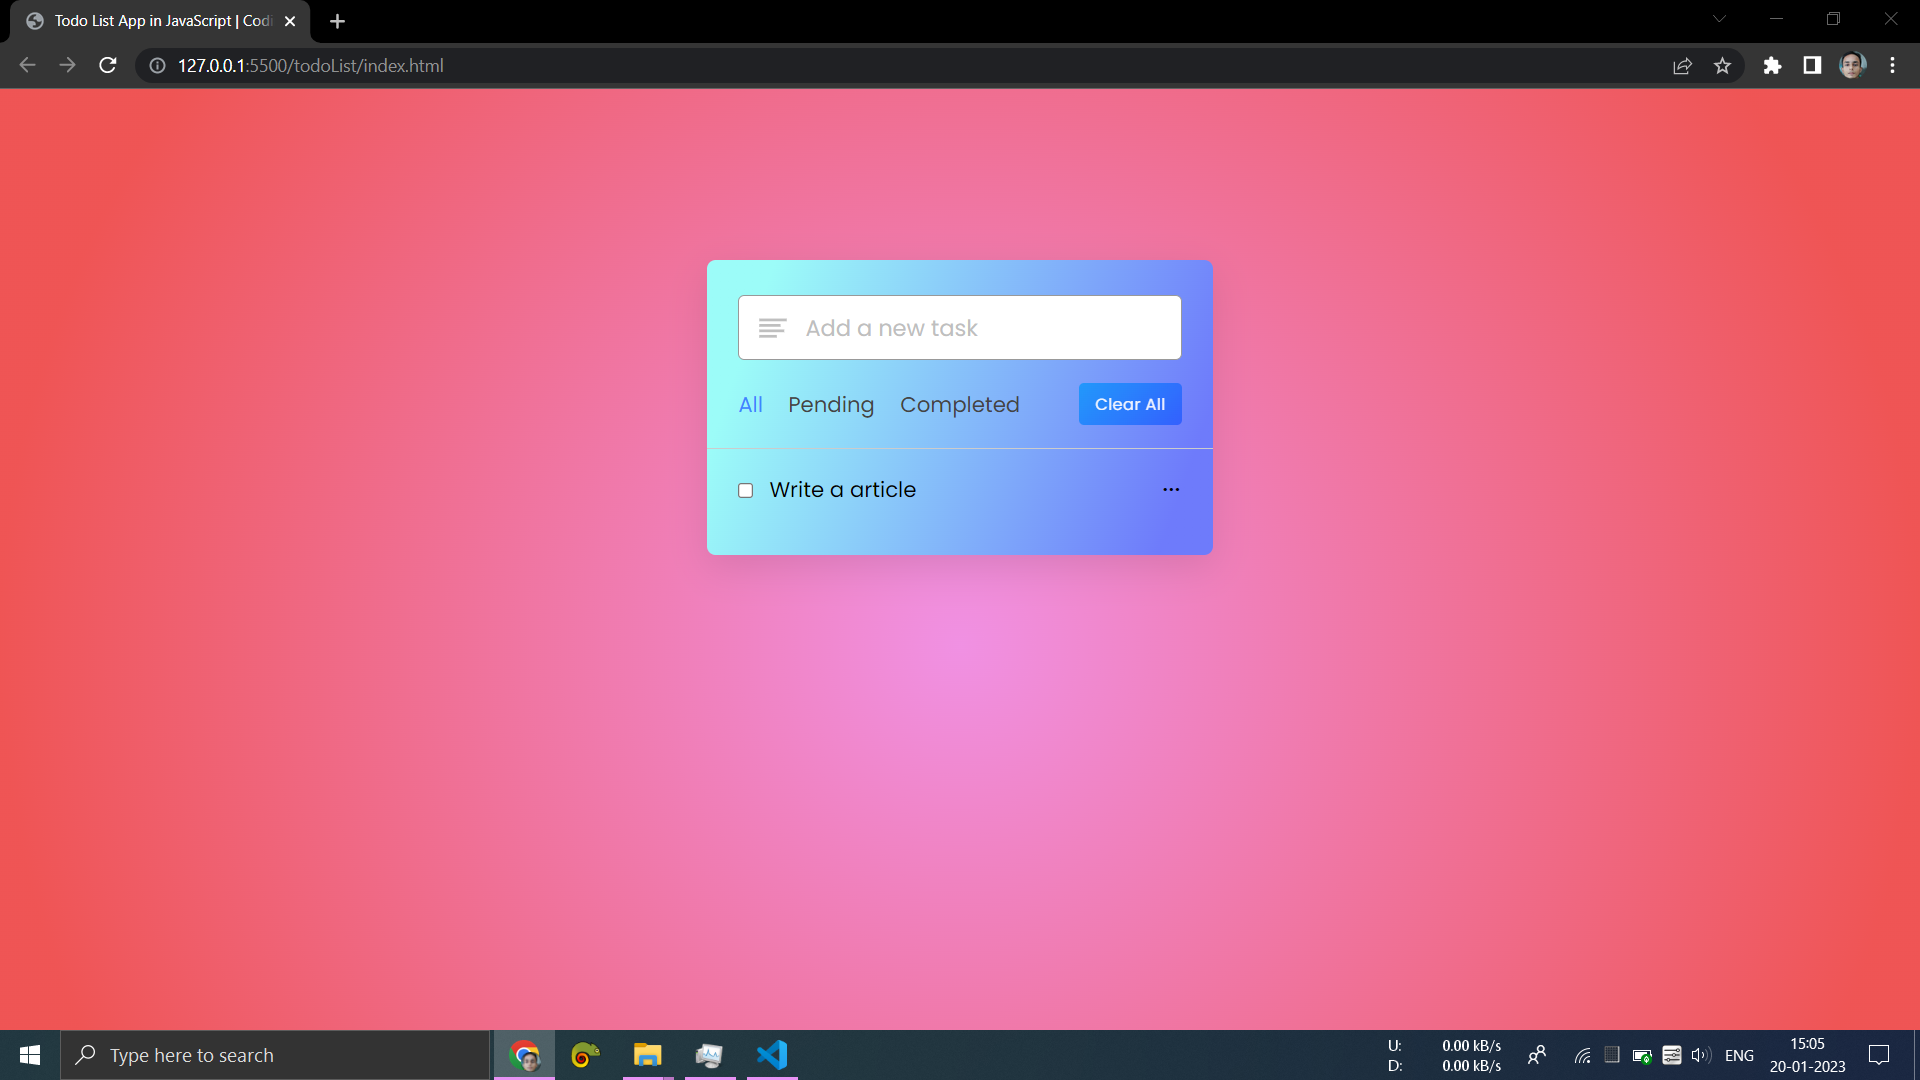 Todo List App in JavaScript | Codi
127.0.0.1:5500/todoList/index.html
Add a new task
All Pending Completed Clear All
Write a article
Type here to search
U: 0.00 kB/s
D: 0.00 kB/s
ENG
15:05
20-01-2023